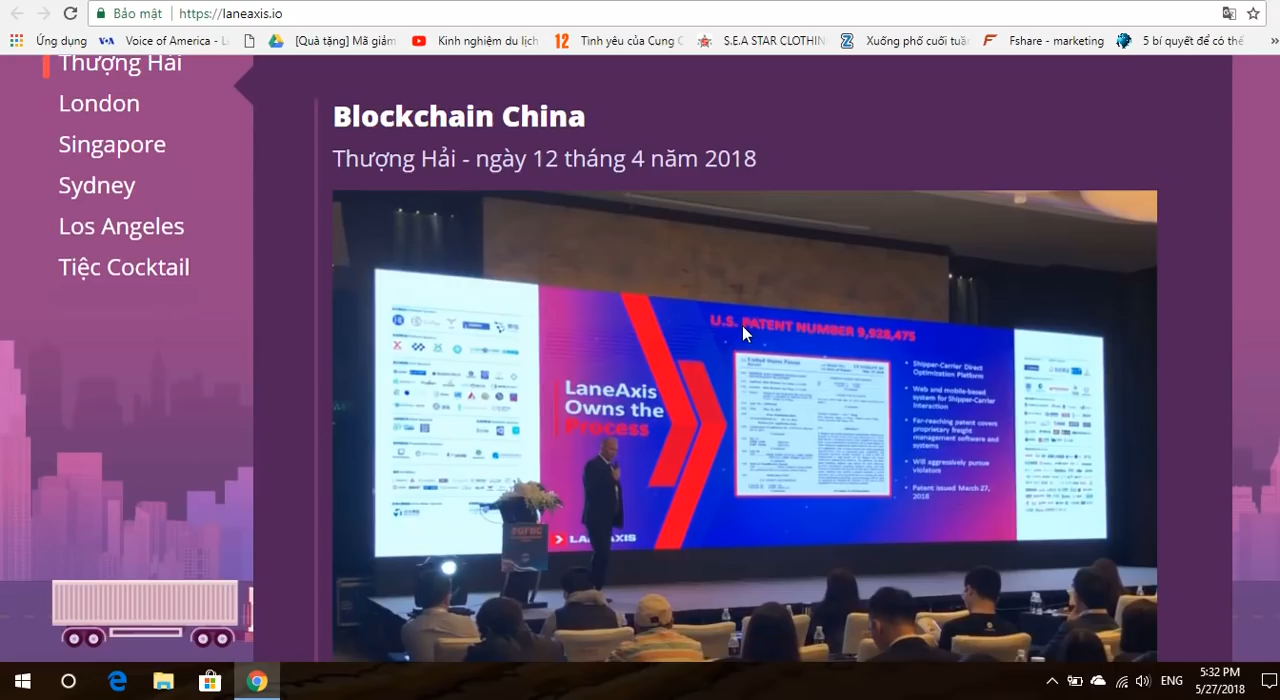 Bảo mật
https://laneaxis.io
Ứng dụng
Voice of America - L
[Quà tặng] Mã giảm
Kinh nghiệm du lịch
12
Tình yêu của Cung C
S.E.A STAR CLOTHIN
Xuống phố cuối tuần
Fshare - marketing
5 bí quyết để có thể
»
Thượng Hải
London
Singapore
Sydney
Los Angeles
Tiệc Cocktail
Blockchain China
Thượng Hải - ngày 12 tháng 4 năm 2018
U.S. PATENT NUMBER 9,928,475
LaneAxis
Owns the
Process
Shipper-Carrier Direct
Optimization Platform
Web and mobile-based
system for Shipper-Carrier
Interaction
Far-reaching patent covers
proprietary freight
management software and
systems
Will aggressively pursue
violators
Patent issued March 27,
2018
ENG
5:32 PM
5/27/2018